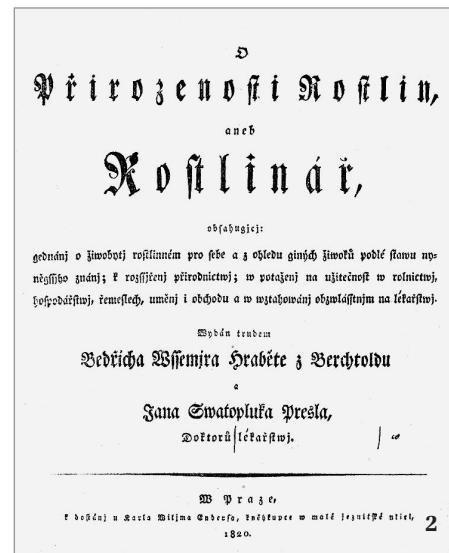 O
Přirozenosti Rostlin,
aneb
Rostlinář,
obsahugjcj:
gednánj o žiwobytj rostlinném pro sebe a z ohledu giných žiwoků podlé stawu ny-
něgssjho znánj; k rozssjřenj přirodnictwj; w potaženj na užitečnost w rolnictwj,
hospodářstwj, řemeslech, uměnj i obchodu a w wztahowánj obzwlásstnjm na lékařstwj.
Wydán trudem
Bedřicha Wssemjra Hraběte z Berchtoldu
a
Jana Swatopluka Presla,
Doktorů lékařstwj.
W Praze,
k dostánj u Karla Wiljma Endersa, kněhkupce w malé jezuitské ulici,
1820.
2